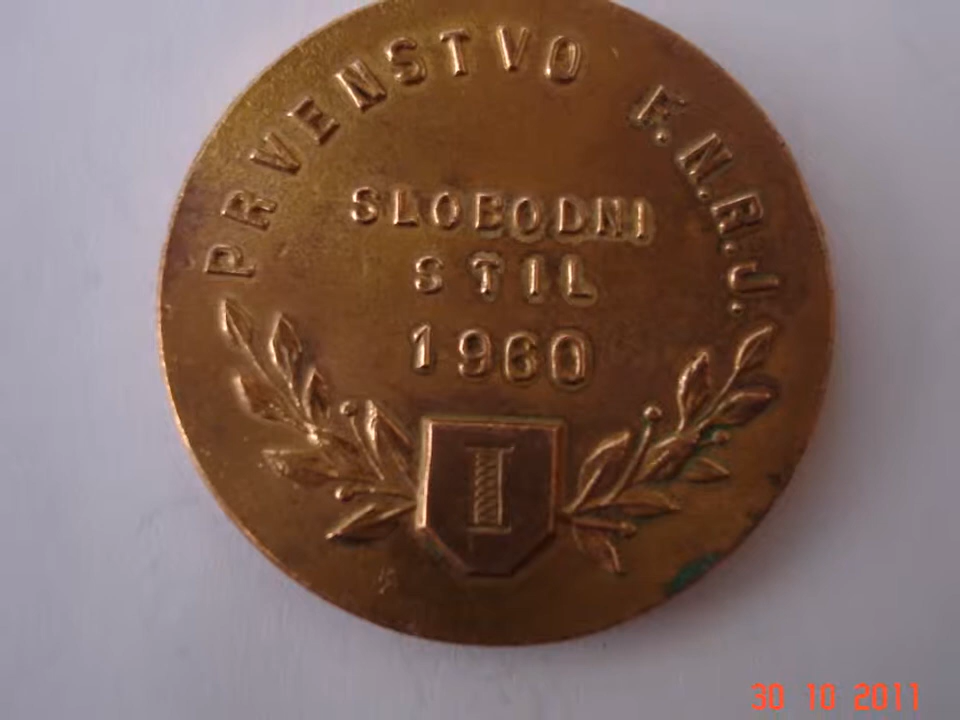 PRVENSTVO F.N.R.J.
SLOBODNI
STIL
1960
I
30 10 2011